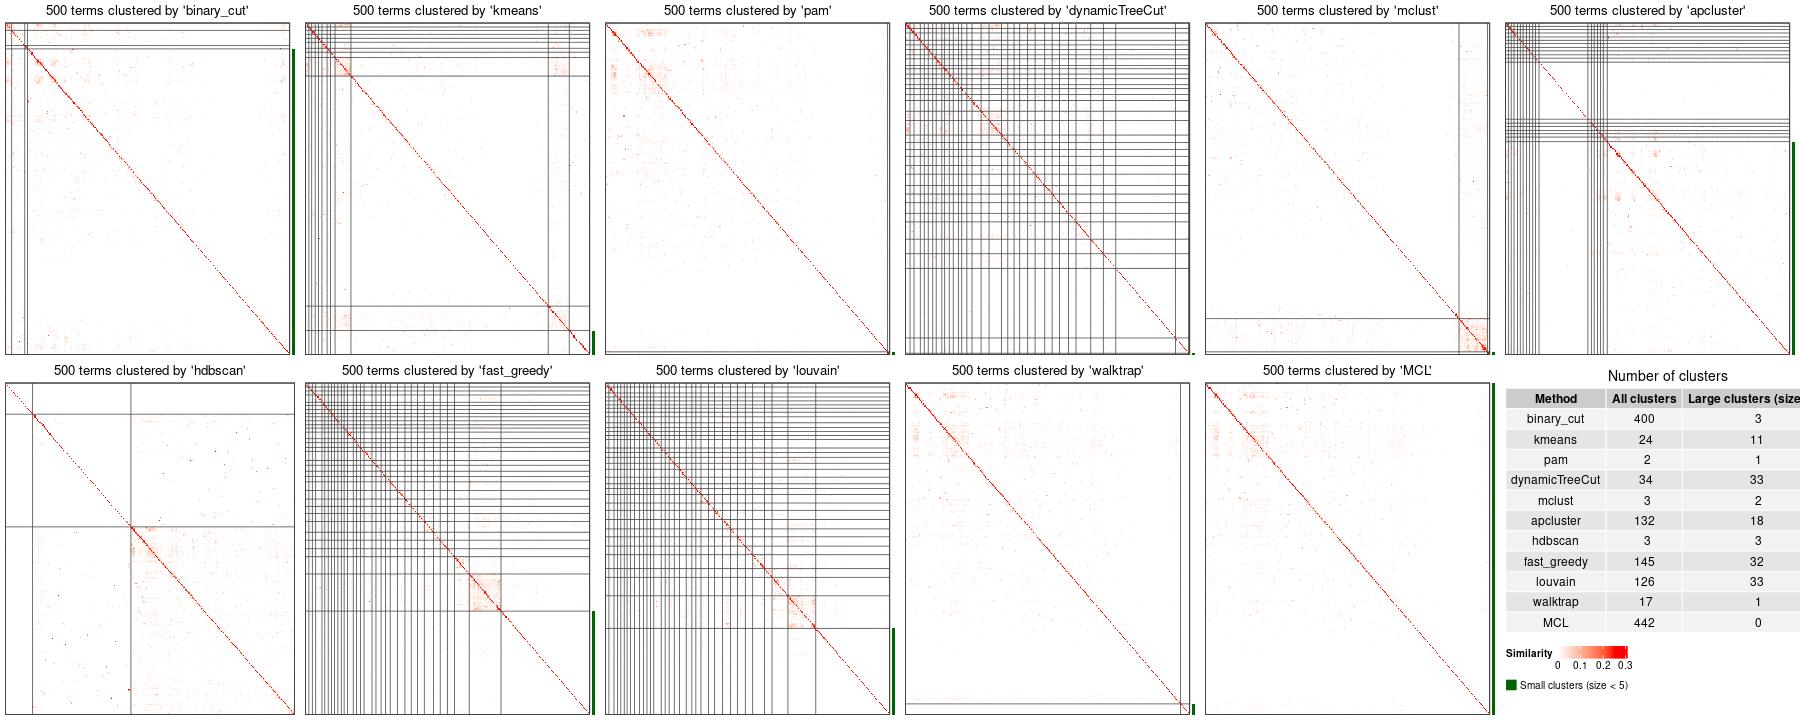 500 terms clustered by 'binary_cut'
500 terms clustered by 'kmeans'
500 terms clustered by 'pam'
500 terms clustered by 'dynamicTreeCut'
500 terms clustered by 'mclust'
500 terms clustered by 'apcluster'
500 terms clustered by 'hdbscan'
500 terms clustered by 'fast_greedy'
500 terms clustered by 'louvain'
500 terms clustered by 'walktrap'
500 terms clustered by 'MCL'
Number of clusters
Method All clusters Large clusters (size
binary_cut 400 3
kmeans 24 11
pam 2 1
dynamicTreeCut 34 33
mclust 3 2
apcluster 132 18
hdbscan 3 3
fast_greedy 145 32
louvain 126 33
walktrap 17 1
MCL 442 0
Similarity
0 0.1 0.2 0.3
Small clusters (size < 5)